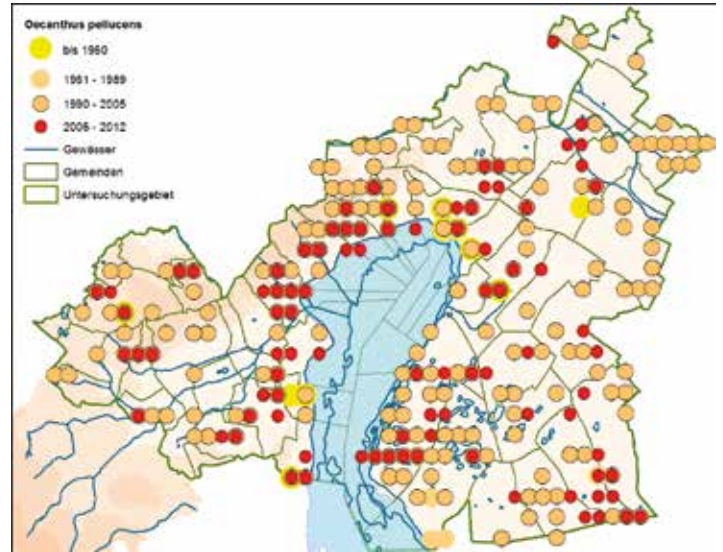 Oecanthus pellucens
bis 1960
1961 - 1989
1990 - 2005
2006 - 2012
Gewässer
Gemeinden
Untersuchungsgebiet